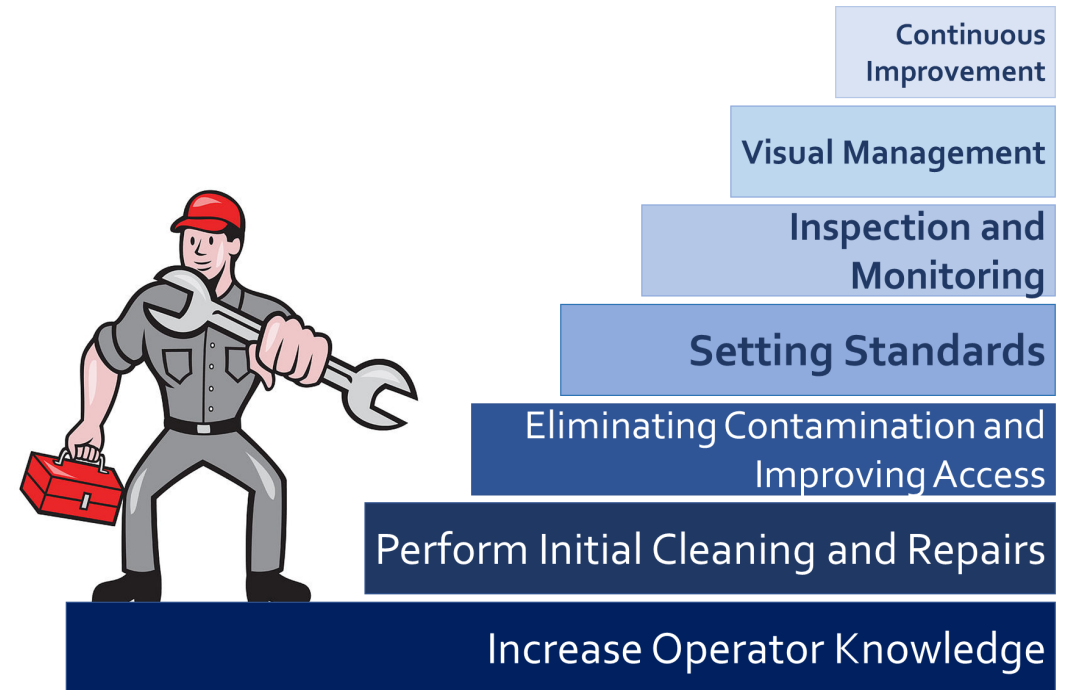 Continuous
Improvement
Visual Management
Inspection and
Monitoring
Setting Standards
Eliminating Contamination and
Improving Access
Perform Initial Cleaning and Repairs
Increase Operator Knowledge